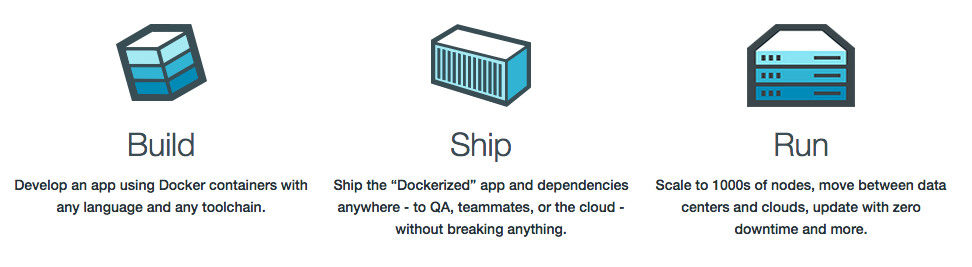 Build
Develop an app using Docker containers with
any language and any toolchain.
Ship
Ship the “Dockerized” app and dependencies
anywhere - to QA, teammates, or the cloud -
without breaking anything.
Run
Scale to 1000s of nodes, move between data
centers and clouds, update with zero
downtime and more.